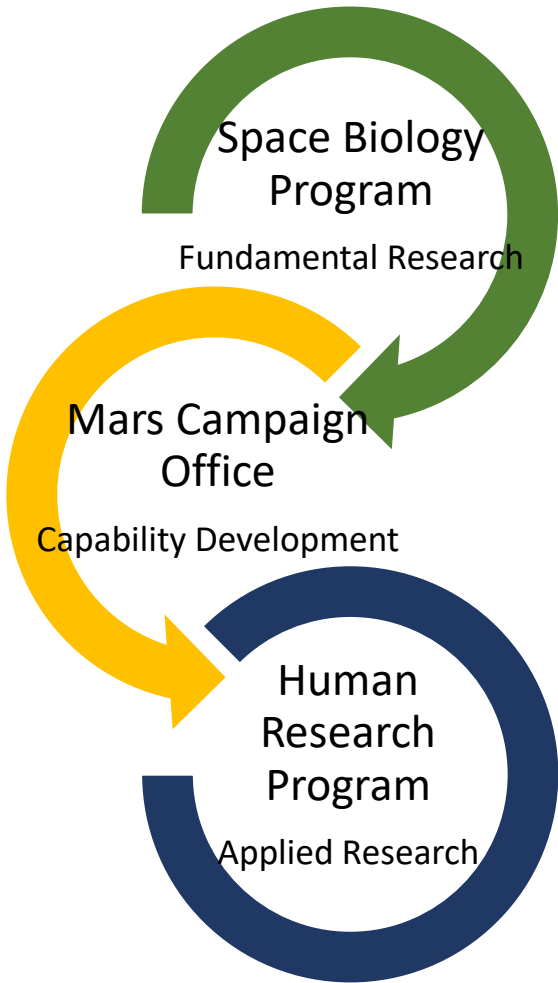 Space Biology
Program
Fundamental Research
Mars Campaign
Office
Capability Development
Human
Research
Program
Applied Research